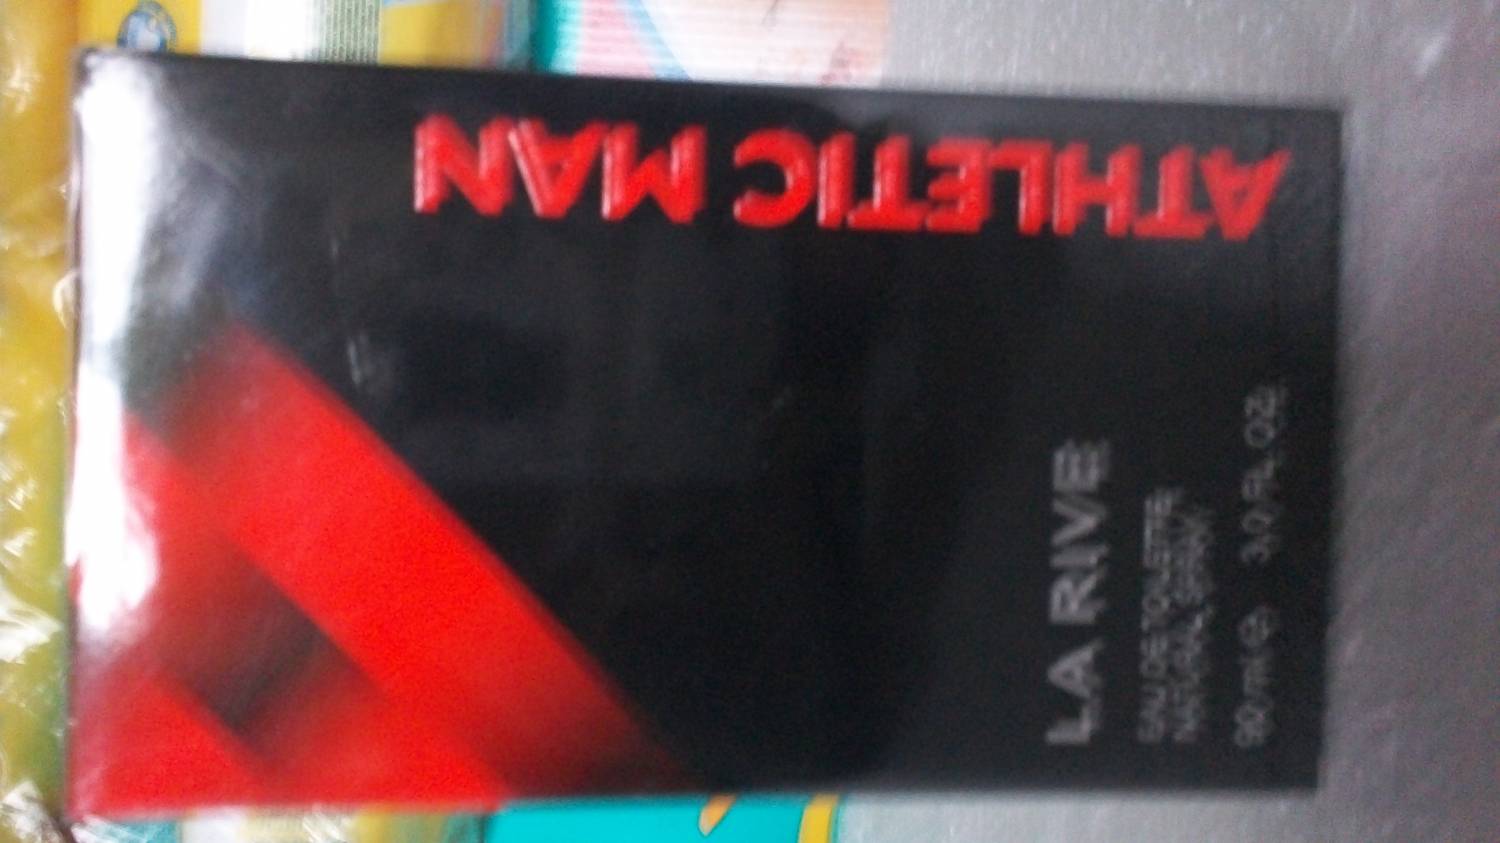 ATHLETIC MAN
LA RIVE
EAU DE TOILETTE
NATURAL SPRAY
90 ml ℮ 3.0 FL. OZ